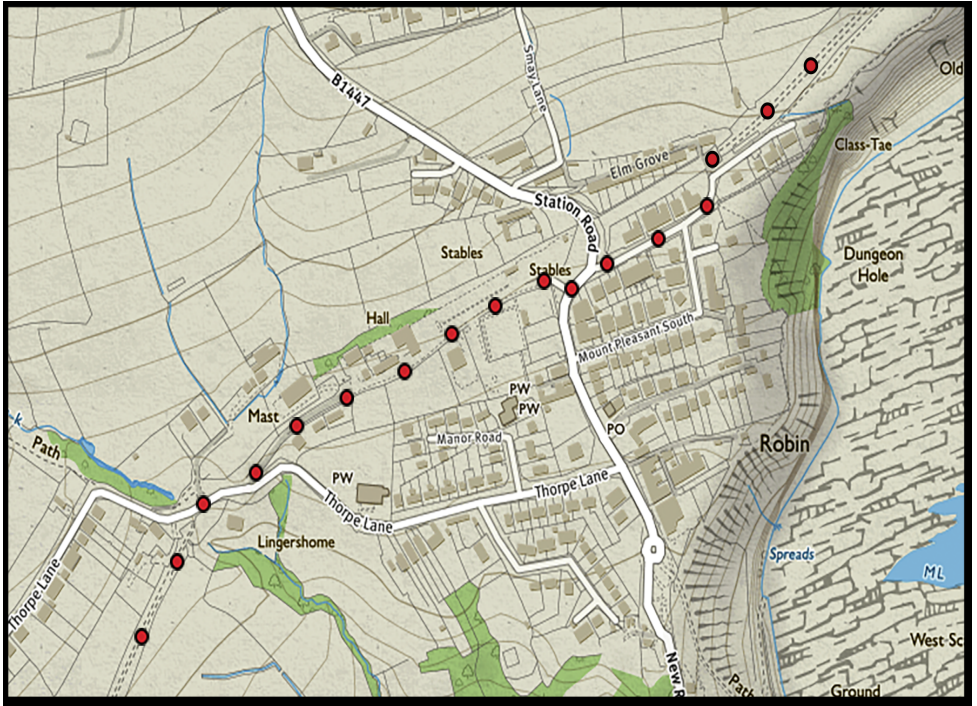 Smay Lane
B1447
Old
Class-Tae
Elm Grove
Station Road
Stables
Stables
Dungeon
Hole
Hall
Mount Pleasant South
PW
PW
Mast
k
PO
Manor Road
Robin
Path
PW
Thorpe Lane
Thorpe Lane
Lingershome
Spreads
ML
Thorpe Lane
West Sc
New R
Path
Ground